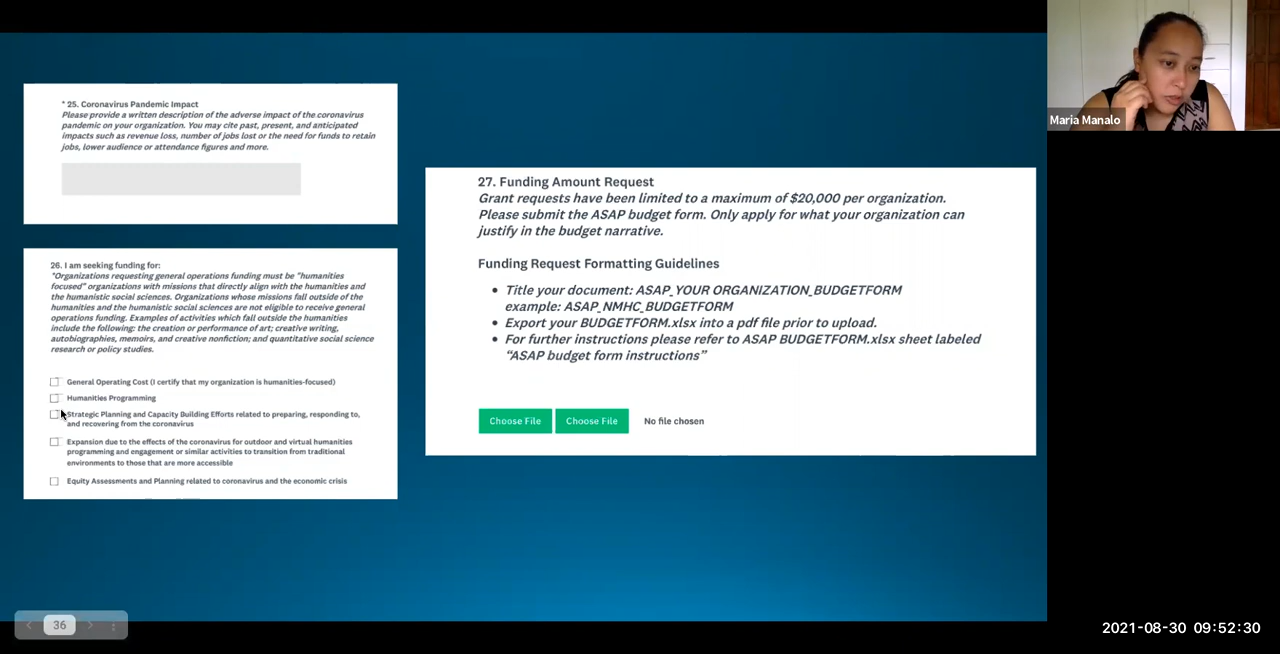 * 25. Coronavirus Pandemic Impact
Please provide a written description of the adverse impact of the coronavirus
pandemic on your organization. You may cite past, present, and anticipated
impacts such as revenue loss, number of jobs lost or the need for funds to retain
jobs, lower audience or attendance figures and more.
26. I am seeking funding for:
*Organizations requesting general operations funding must be "humanities
focused" organizations with missions that directly align with the humanities and
the humanistic social sciences. Organizations whose missions fall outside of the
humanities and the humanistic social sciences are not eligible to receive general
operations funding. Examples of activities which fall outside the humanities
include the following: the creation or performance of art; creative writing,
autobiographies, memoirs, and creative nonfiction; and quantitative social science
research or policy studies.
General Operating Cost (I certify that my organization is humanities-focused)
Humanities Programming
Strategic Planning and Capacity Building Efforts related to preparing, responding to,
and recovering from the coronavirus
Expansion due to the effects of the coronavirus for outdoor and virtual humanities
programming and engagement or similar activities to transition from traditional
environments to those that are more accessible
Equity Assessments and Planning related to coronavirus and the economic crisis
27. Funding Amount Request
Grant requests have been limited to a maximum of $20,000 per organization.
Please submit the ASAP budget form. Only apply for what your organization can
justify in the budget narrative.
Funding Request Formatting Guidelines
• Title your document: ASAP_YOUR ORGANIZATION_BUDGETFORM
example: ASAP_NMHC_BUDGETFORM
• Export your BUDGETFORM.xlsx into a pdf file prior to upload.
• For further instructions please refer to ASAP BUDGETFORM.xlsx sheet labeled
“ASAP budget form instructions”
Choose File Choose File No file chosen
Maria Manalo
36
2021-08-30 09:52:30